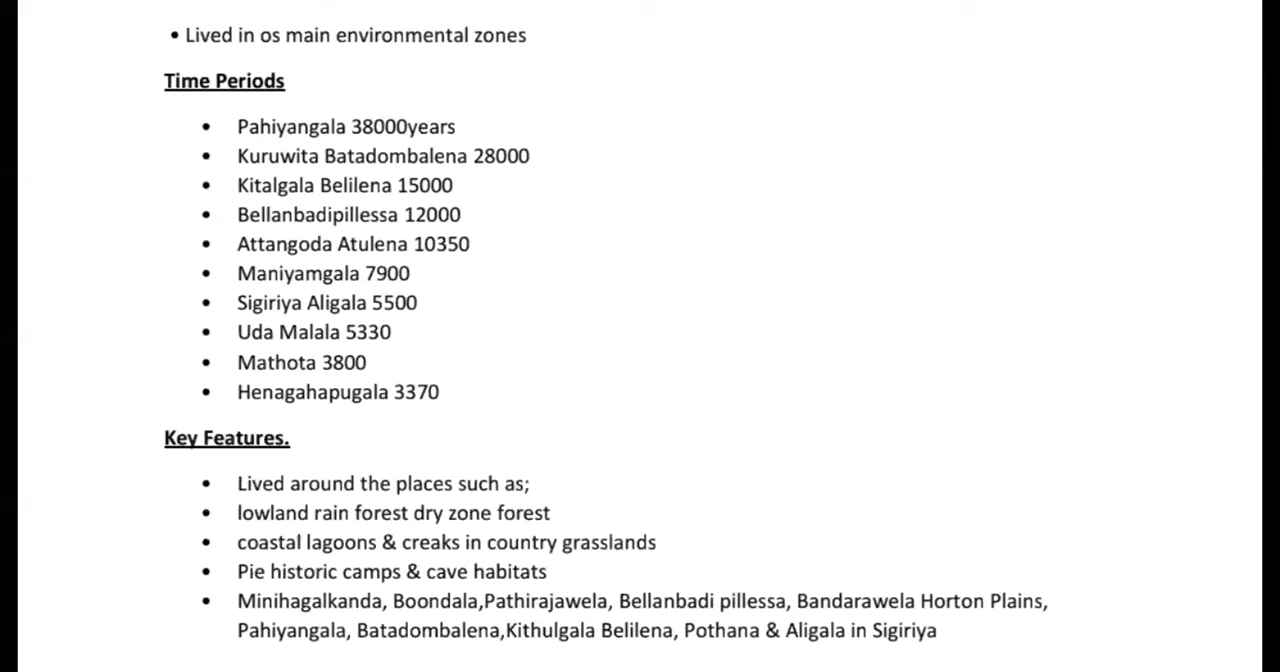 • Lived in os main environmental zones
Time Periods
• Pahiyangala 38000years
• Kuruwita Batadombalena 28000
• Kitalgala Belilena 15000
• Bellanbadipillessa 12000
• Attangoda Atulena 10350
• Maniyamgala 7900
• Sigiriya Aligala 5500
• Uda Malala 5330
• Mathota 3800
• Henagahapugala 3370
Key Features.
• Lived around the places such as;
• lowland rain forest dry zone forest
• coastal lagoons & creaks in country grasslands
• Pie historic camps & cave habitats
• Minihagalkanda, Boondala,Pathirajawela, Bellanbadi pillessa, Bandarawela Horton Plains,
Pahiyangala, Batadombalena,Kithulgala Belilena, Pothana & Aligala in Sigiriya